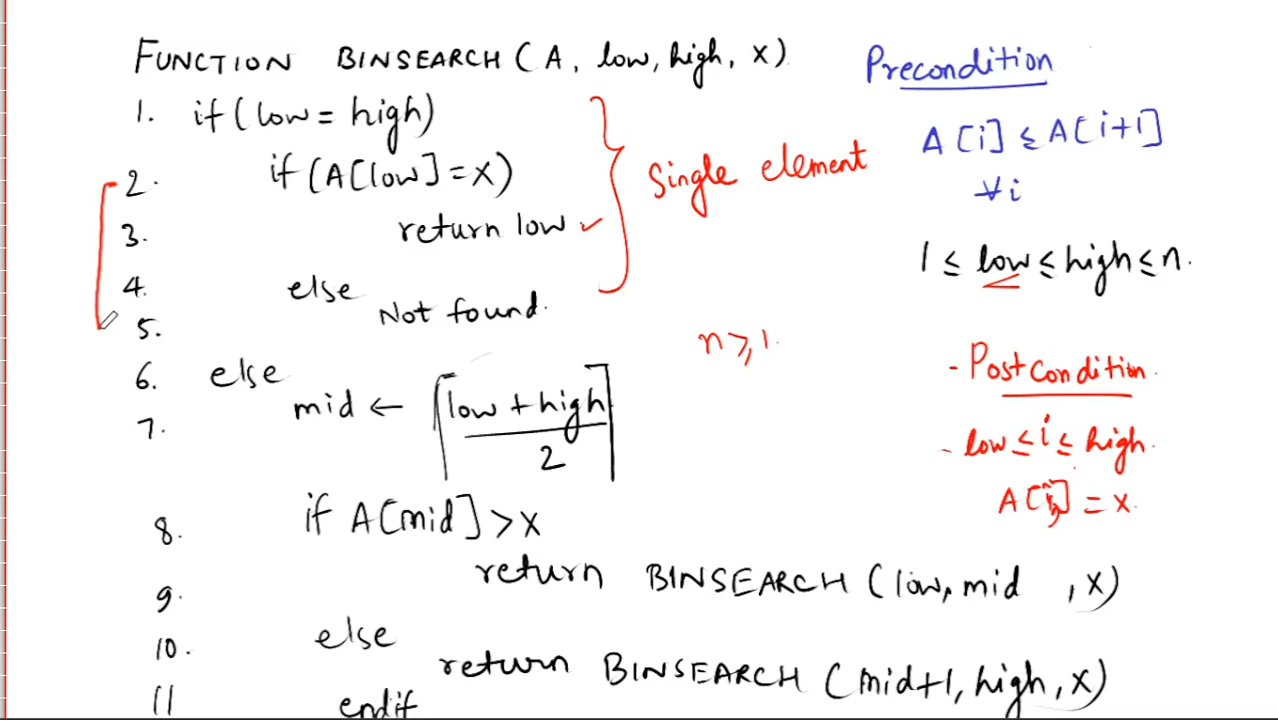 FUNCTION BINSEARCH (A, low, high, x)
1. if (low = high)
2. if (A[low] = x)
3. return low ✓
4. else
5. Not found.
6. else
7. mid ← ⌈(low + high) / 2⌉
8. if A[mid] > x
9. return BINSEARCH (low, mid , x)
10. else
return BINSEARCH (mid+1, high, x)
11 endif
Single element
n ≥ 1.
Precondition
A[i] ≤ A[i+1]
∀i
1 ≤ low ≤ high ≤ n.
- Postcondition
- low ≤ i ≤ high.
A[i] = x.